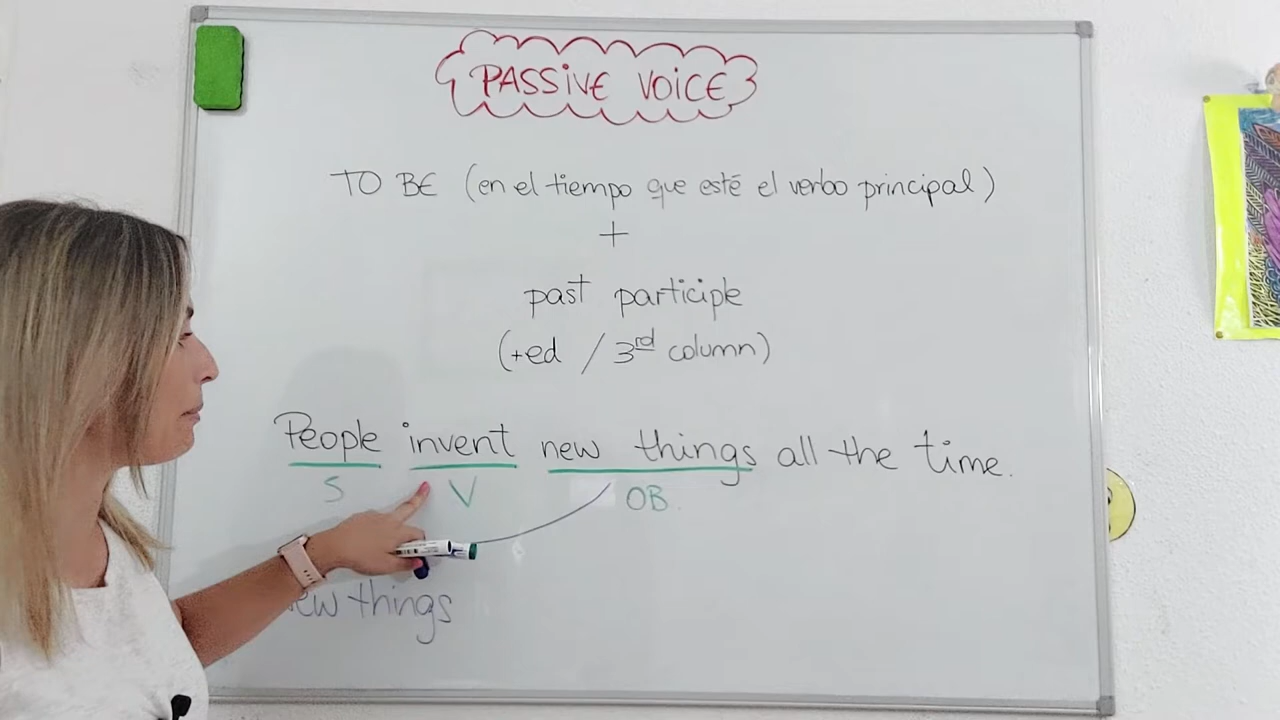 PASSIVE VOICE
TO BE (en el tiempo que esté el verbo principal)
+
past participle
(+ed / 3rd column)
People invent new things all the time.
S V OB.
things